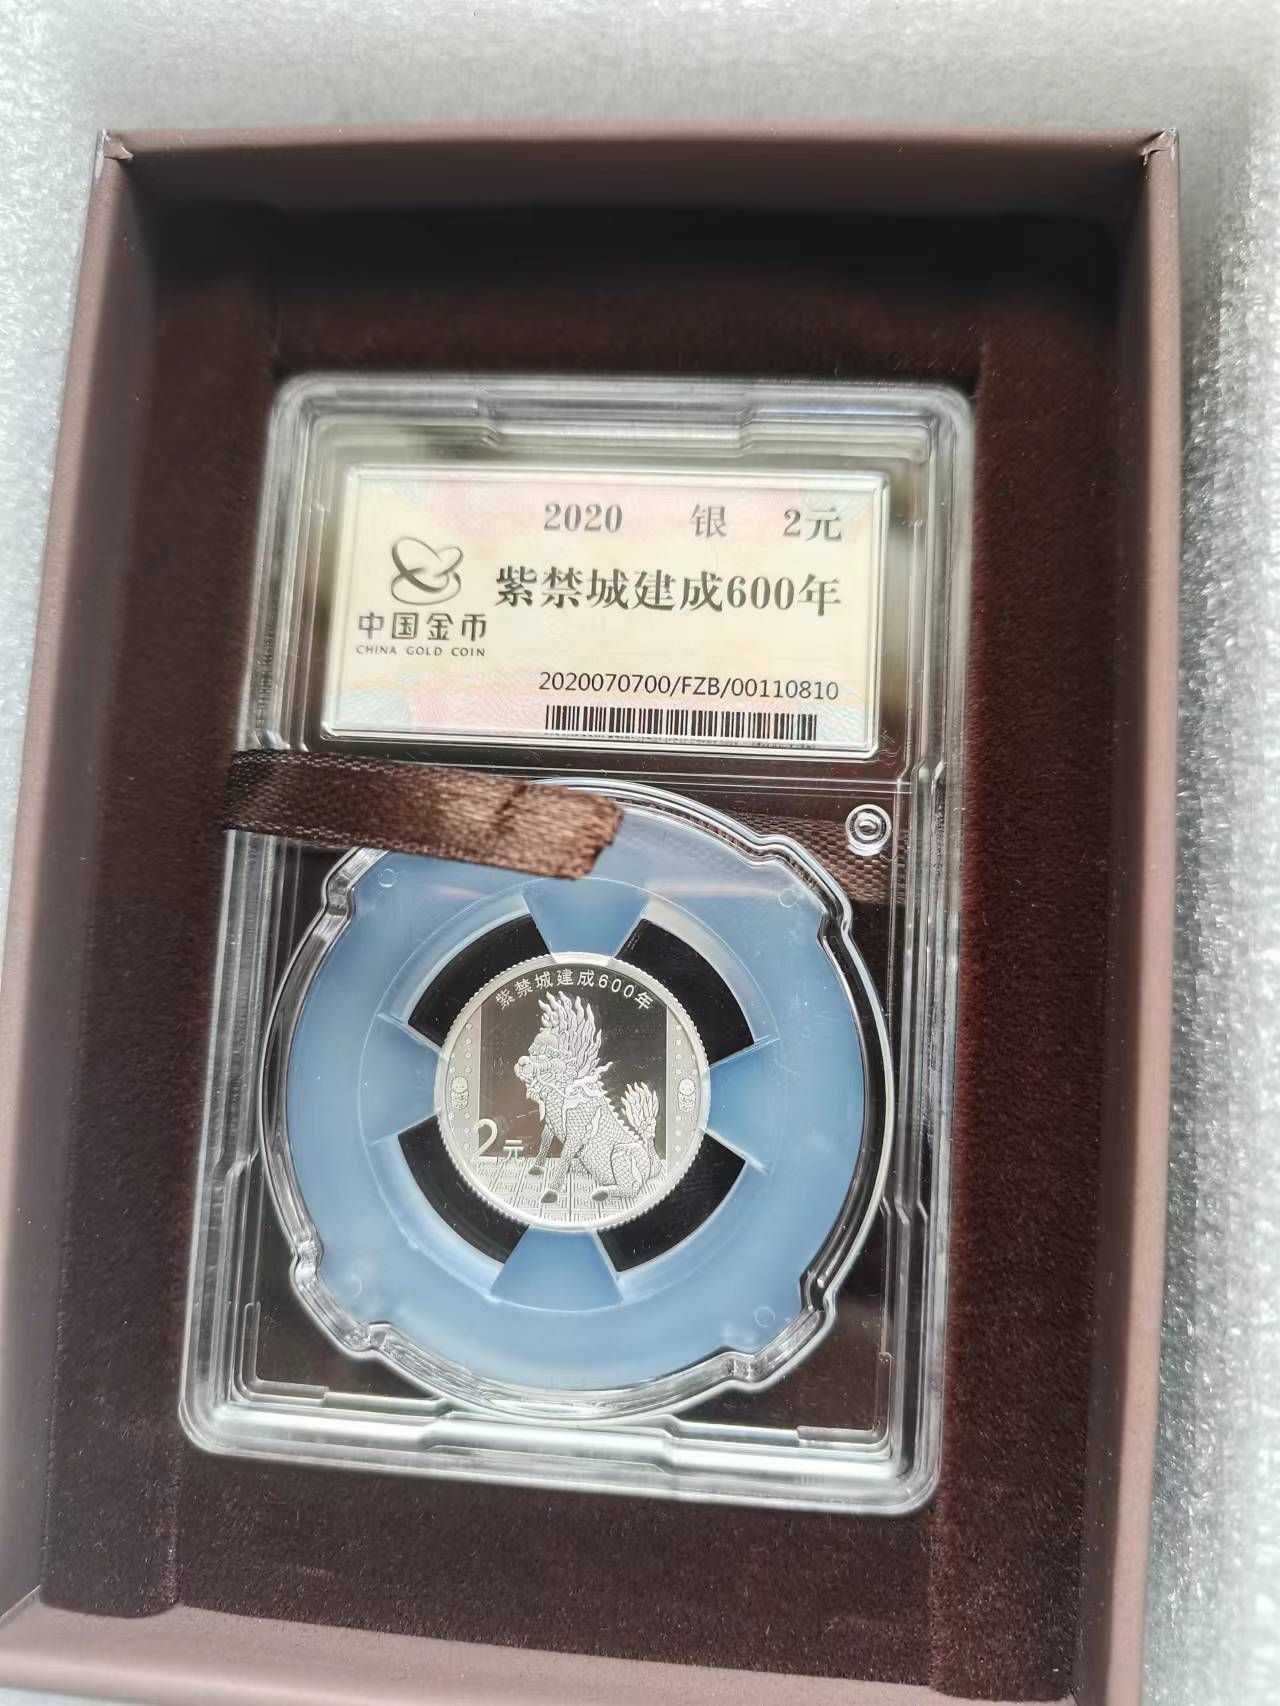 2020 银 2元
紫禁城建成600年
中国金币
CHINA GOLD COIN
2020070700/FZB/00110810
紫禁城建成600年
2元